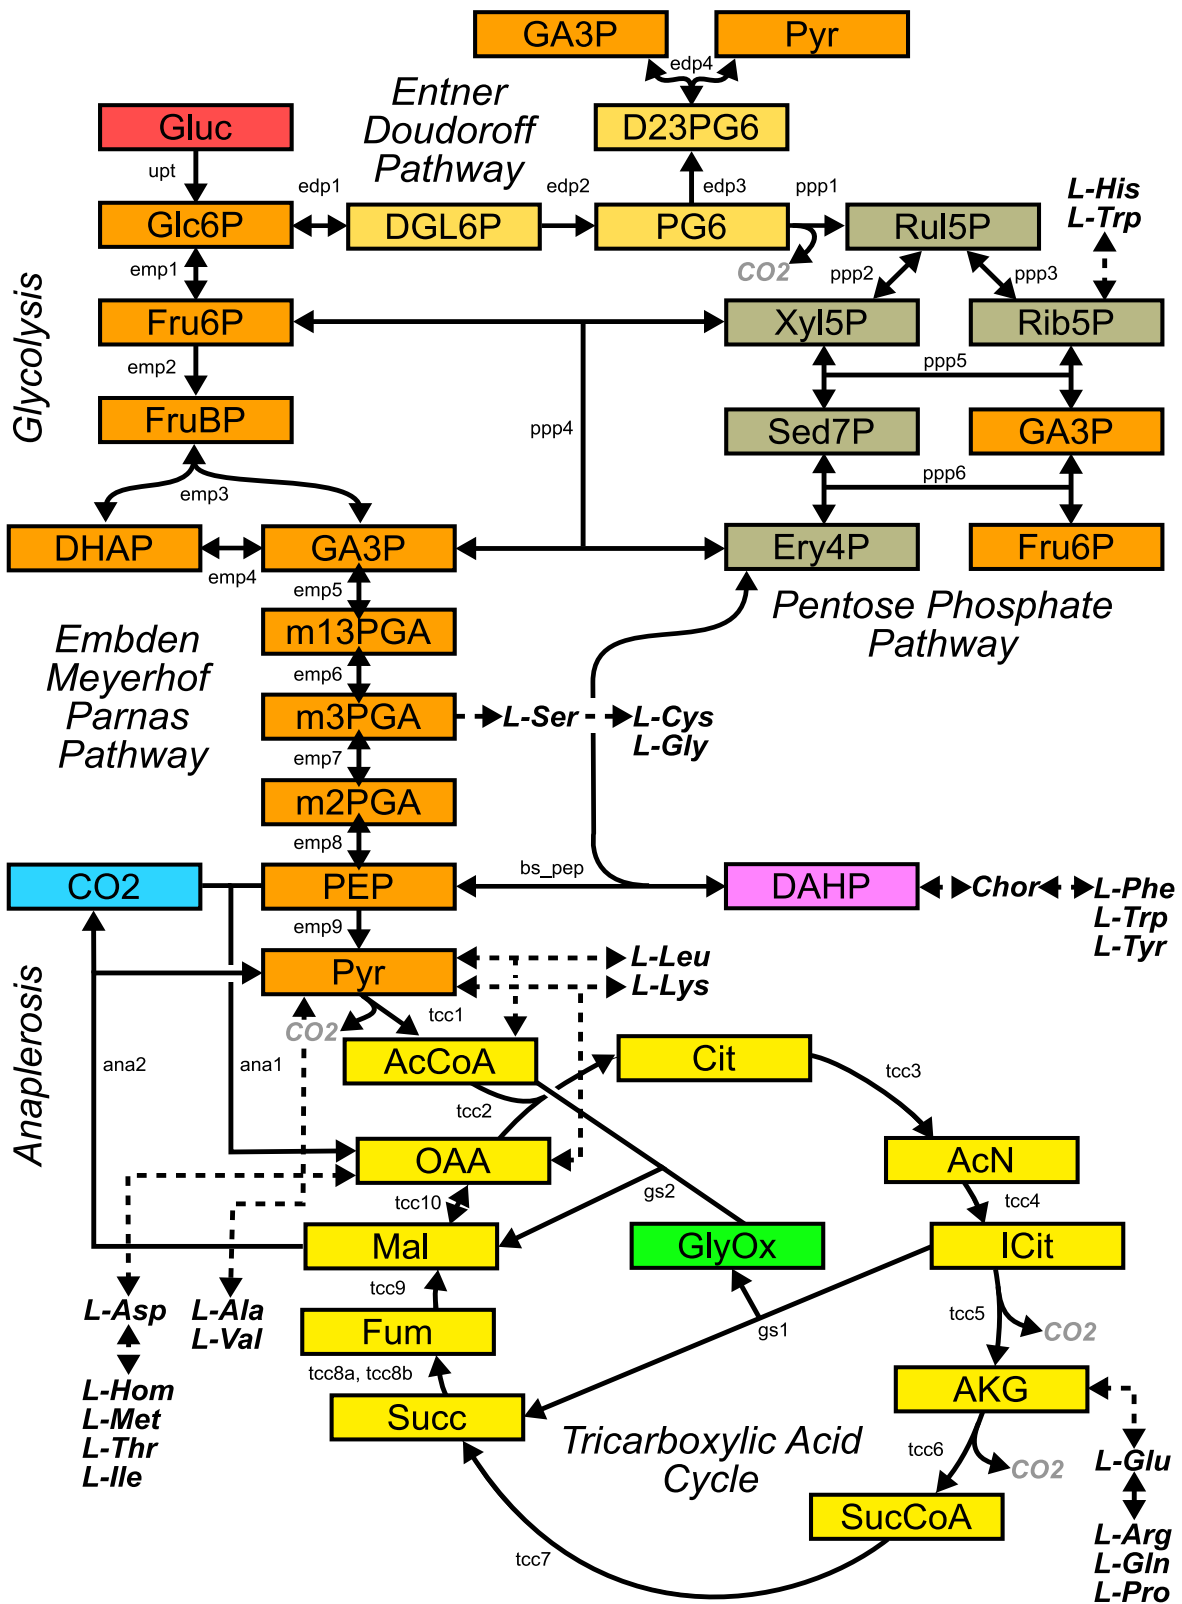 GA3P
Pyr
edp4
Entner
Doudoroff
Pathway
Gluc
D23PG6
upt
edp1
edp2
edp3
ppp1
L-His
L-Trp
Glc6P
DGL6P
PG6
Rul5P
CO2
emp1
ppp2
ppp3
Glycolysis
Fru6P
Xyl5P
Rib5P
emp2
ppp5
FruBP
ppp4
Sed7P
GA3P
emp3
ppp6
DHAP
GA3P
Ery4P
Fru6P
emp4
emp5
Pentose Phosphate
Pathway
Embden
Meyerhof
Parnas
Pathway
m13PGA
emp6
m3PGA
L-Ser
L-Cys
L-Gly
emp7
m2PGA
emp8
bs_pep
CO2
PEP
DAHP
Chor
L-Phe
L-Trp
L-Tyr
emp9
Anaplerosis
Pyr
L-Leu
L-Lys
CO2
tcc1
ana2
ana1
AcCoA
Cit
tcc3
tcc2
OAA
AcN
tcc10
gs2
tcc4
Mal
GlyOx
ICit
tcc9
L-Asp
L-Ala
L-Val
Fum
gs1
tcc5
CO2
tcc8a, tcc8b
L-Hom
L-Met
L-Thr
L-Ile
Succ
AKG
Tricarboxylic Acid
Cycle
tcc6
CO2
L-Glu
SucCoA
tcc7
L-Arg
L-Gln
L-Pro